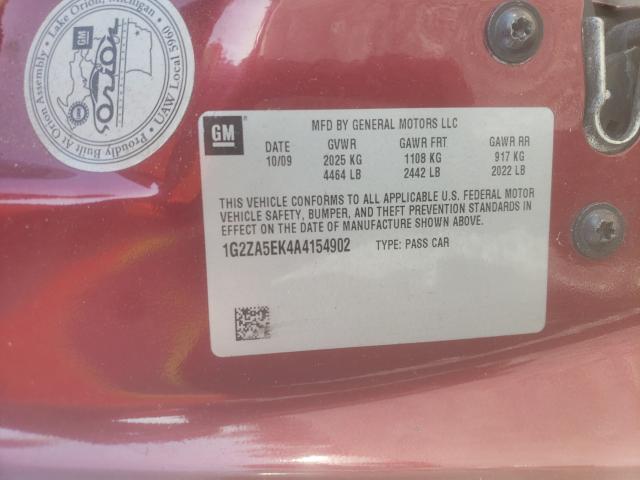 Proudly Built At Orion Assembly • Lake Orion, Michigan
UAW Local 5960
GM
Orion
GM
MFD BY GENERAL MOTORS LLC
DATE GVWR GAWR FRT GAWR RR
10/09 2025 KG 1108 KG 917 KG
4464 LB 2442 LB 2022 LB
THIS VEHICLE CONFORMS TO ALL APPLICABLE U.S. FEDERAL MOTOR
VEHICLE SAFETY, BUMPER, AND THEFT PREVENTION STANDARDS IN
EFFECT ON THE DATE OF MANUFACTURE SHOWN ABOVE.
1G2ZA5EK4A4154902 TYPE: PASS CAR